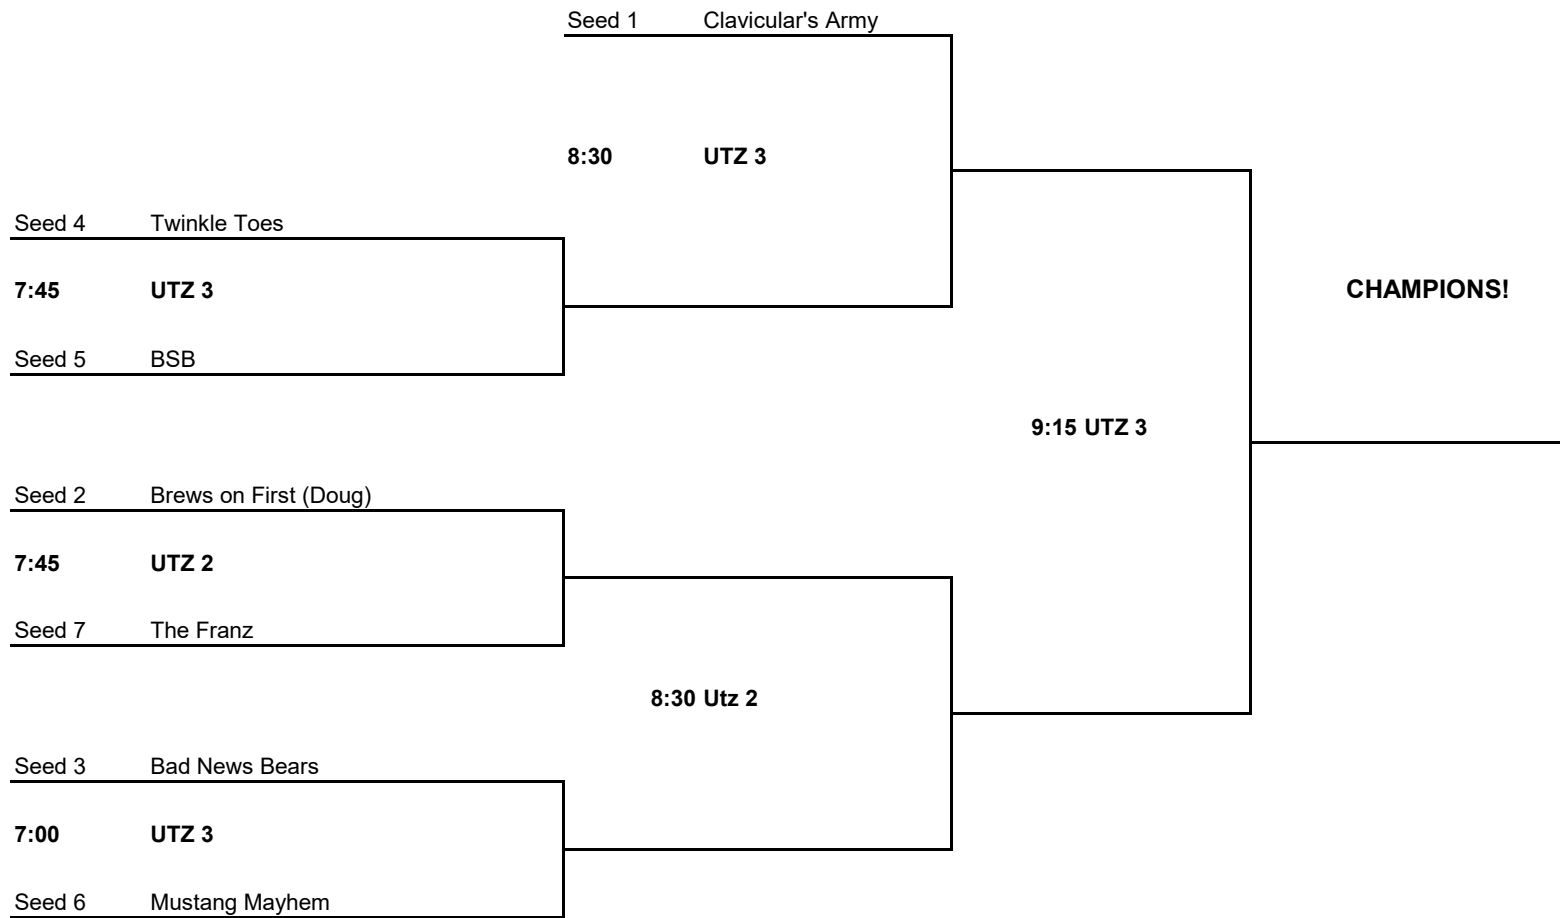 Seed 1 Clavicular's Army
8:30 UTZ 3
Seed 4 Twinkle Toes
7:45 UTZ 3
CHAMPIONS!
Seed 5 BSB
9:15 UTZ 3
Seed 2 Brews on First (Doug)
7:45 UTZ 2
Seed 7 The Franz
8:30 Utz 2
Seed 3 Bad News Bears
7:00 UTZ 3
Seed 6 Mustang Mayhem